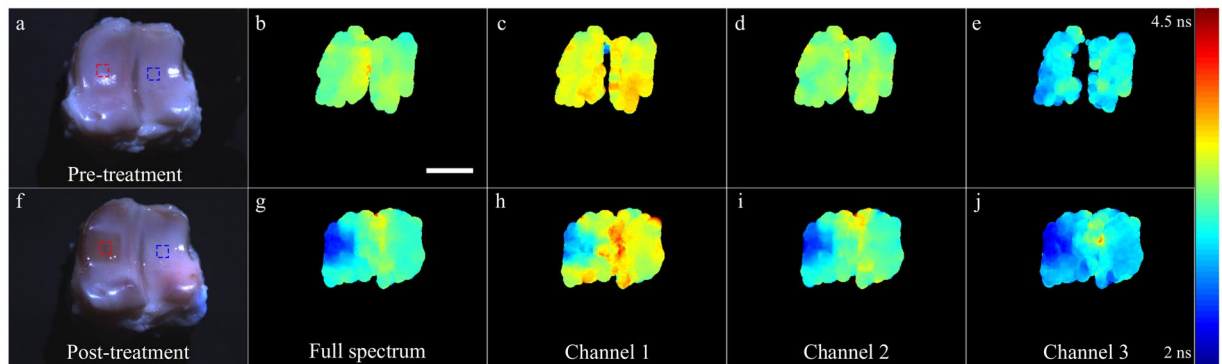 a
b
c
d
e
4.5 ns
Pre-treatment
f
g
h
i
j
Post-treatment
Full spectrum
Channel 1
Channel 2
Channel 3
2 ns